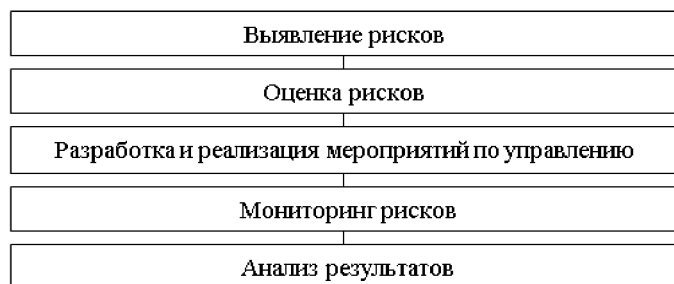 Выявление рисков
Оценка рисков
Разработка и реализация мероприятий по управлению
Мониторинг рисков
Анализ результатов